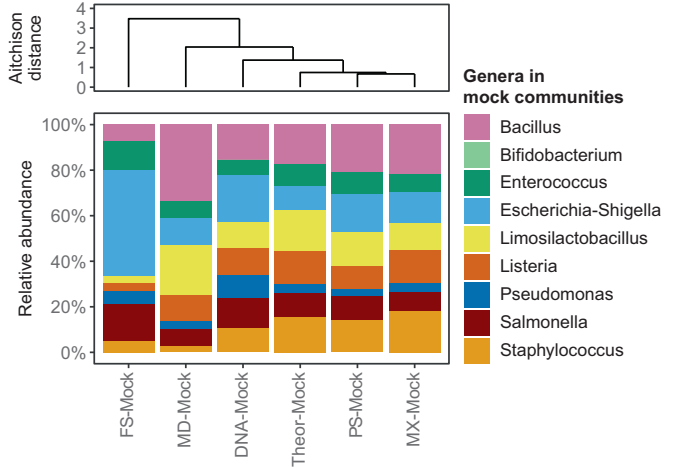 Aitchison
distance
4
3
2
1
0
Relative abundance
100%
80%
60%
40%
20%
0%
FS-Mock
MD-Mock
DNA-Mock
Theor-Mock
PS-Mock
MX-Mock
Genera in
mock communities
Bacillus
Bifidobacterium
Enterococcus
Escherichia-Shigella
Limosilactobacillus
Listeria
Pseudomonas
Salmonella
Staphylococcus